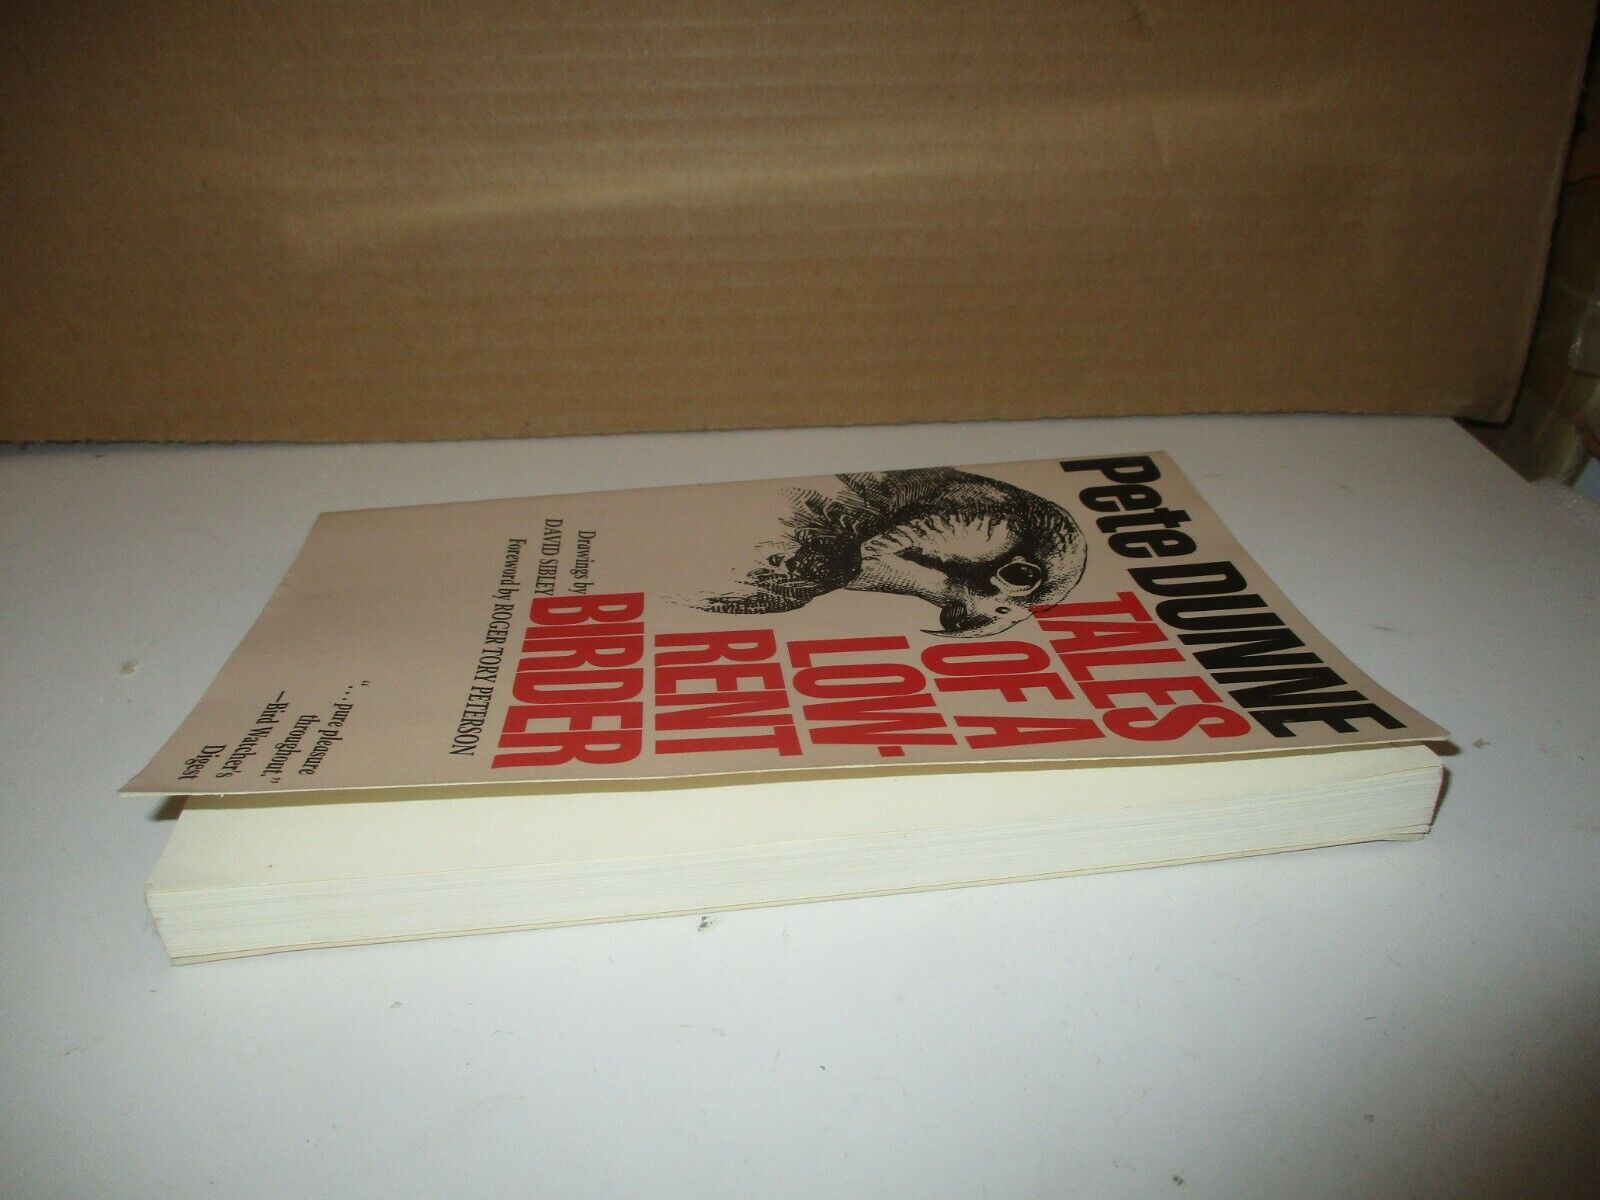 Pete DUNNE
TALES
OF A
LOW-
RENT
BIRDER
Drawings by
DAVID SIBLEY
Foreword by ROGER TORY PETERSON
"...pure pleasure
throughout."
—Bird Watcher's
Digest